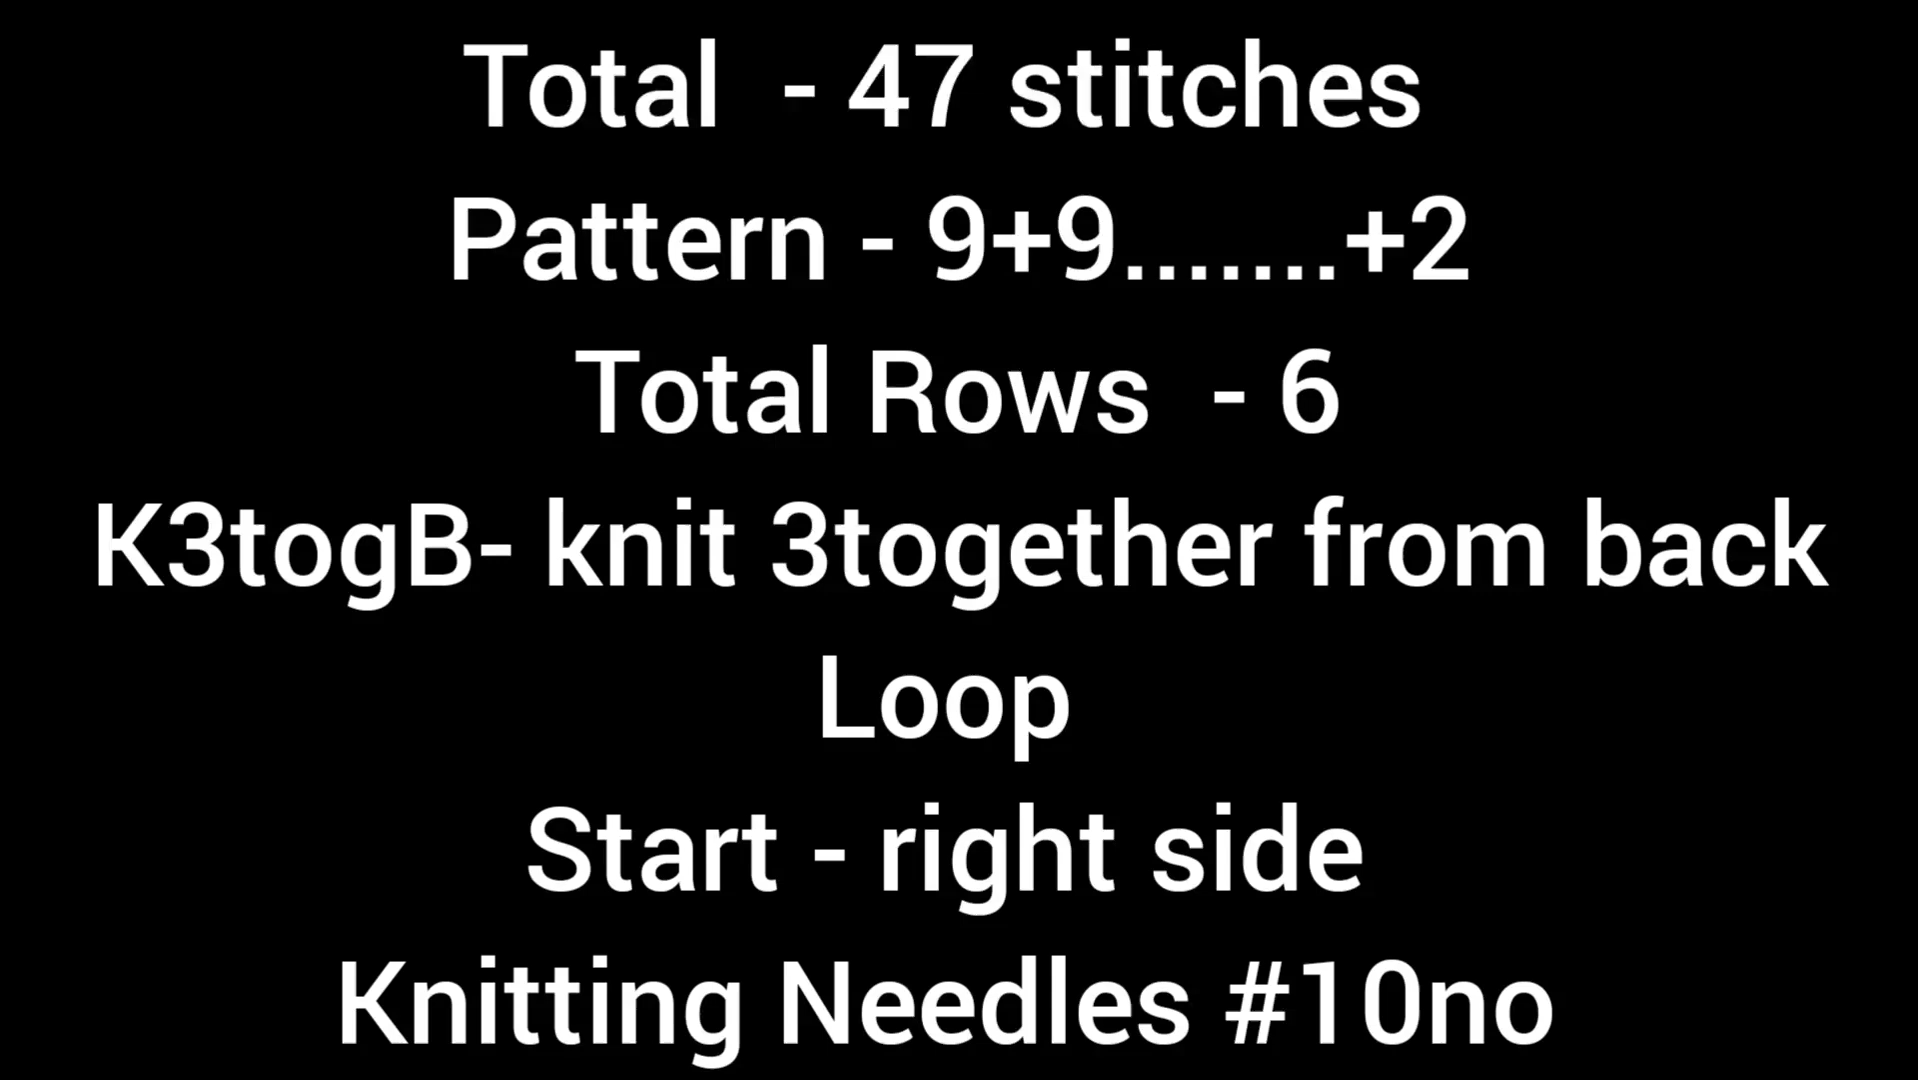 Total - 47 stitches
Pattern - 9+9.......+2
Total Rows - 6
K3togB- knit 3together from back
Loop
Start - right side
Knitting Needles #10no